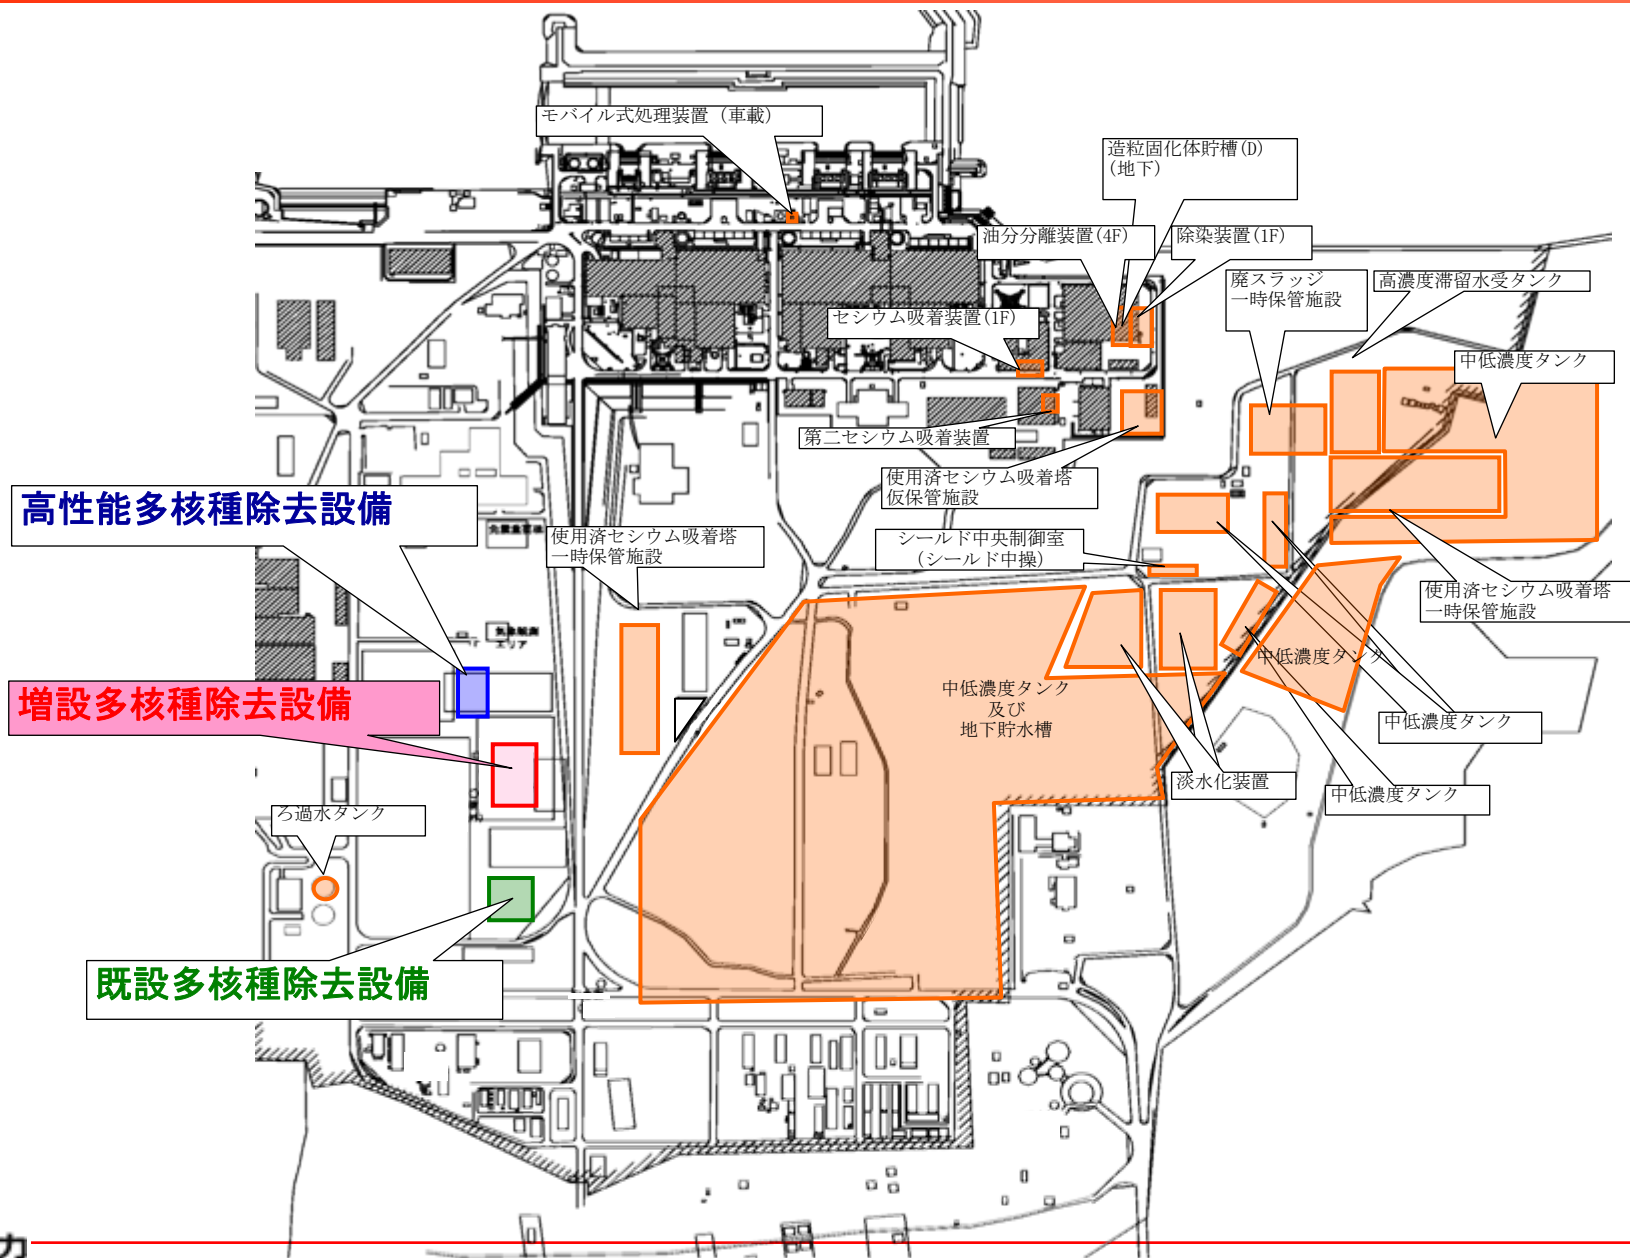 モバイル式処理装置（車載）
造粒固化体貯槽(D)
(地下)
油分分離装置(4F)
除染装置(1F)
廃スラッジ
一時保管施設
高濃度滞留水受タンク
セシウム吸着装置(1F)
中低濃度タンク
第二セシウム吸着装置
使用済セシウム吸着塔
仮保管施設
高性能多核種除去設備
使用済セシウム吸着塔
一時保管施設
シールド中央制御室
（シールド中操）
使用済セシウム吸着塔
一時保管施設
エリア
中低濃度タンク
増設多核種除去設備
中低濃度タンク
及び
地下貯水槽
中低濃度タンク
淡水化装置
中低濃度タンク
ろ過水タンク
既設多核種除去設備
力